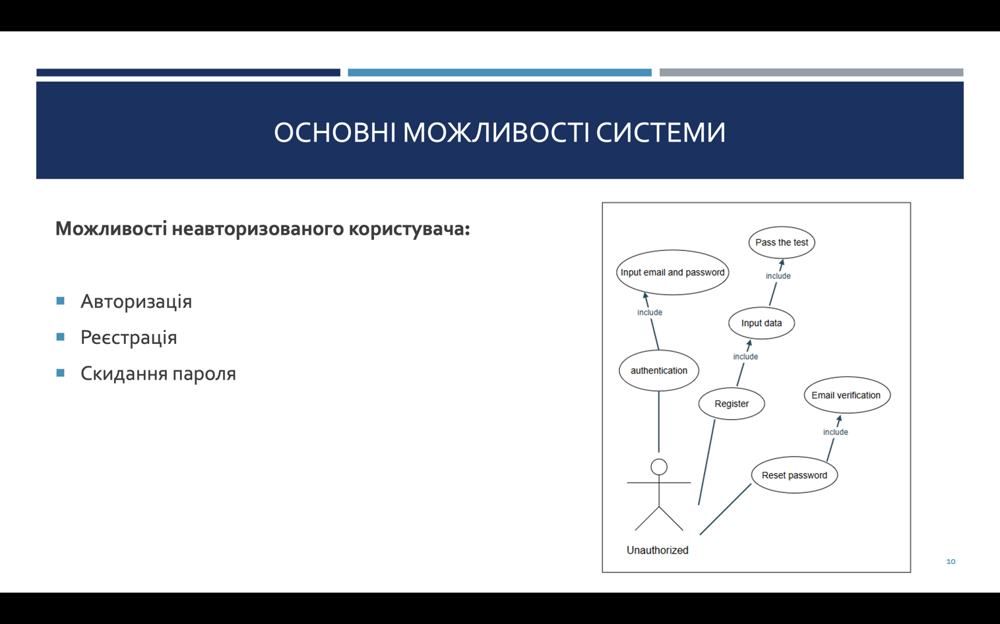 ОСНОВНІ МОЖЛИВОСТІ СИСТЕМИ
Можливості неавторизованого користувача:
Авторизація
Реєстрація
Скидання пароля
Pass the test
Input email and password
include
include
Input data
include
authentication
Email verification
Register
include
Reset password
Unauthorized
10